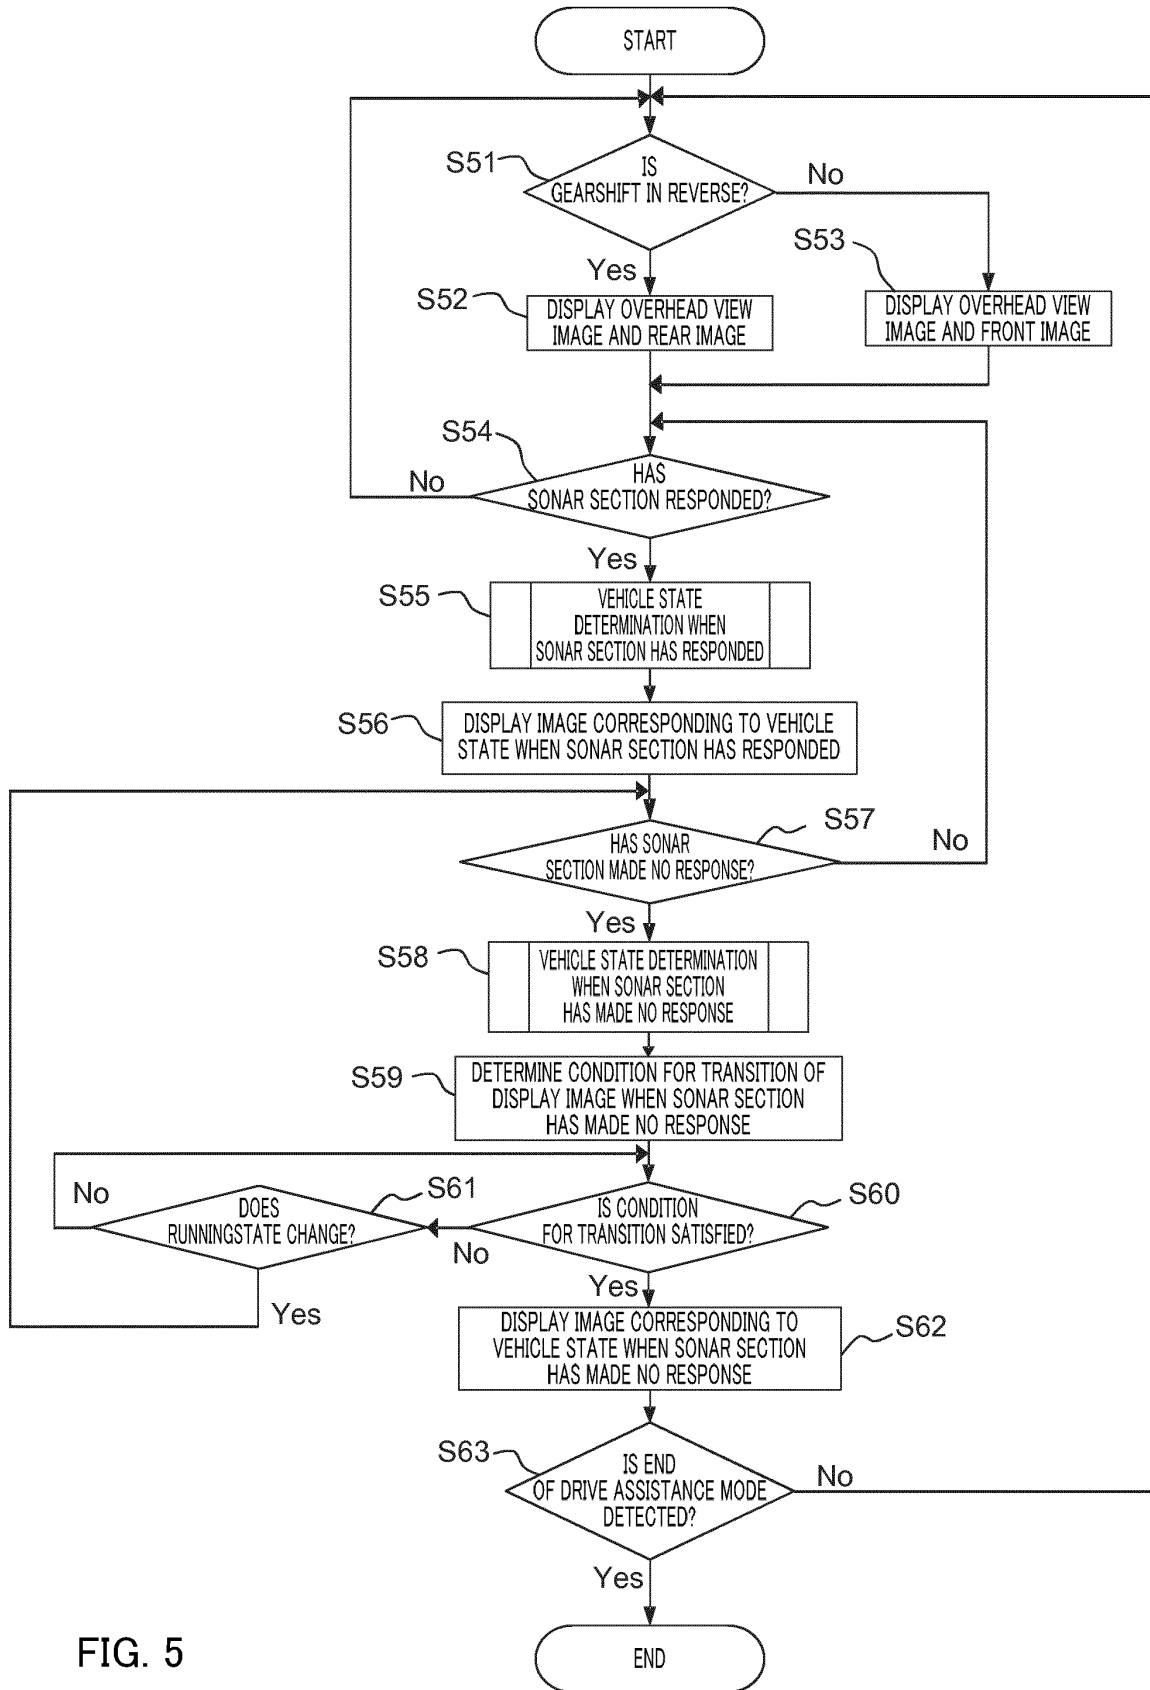 START
S51
IS
GEARSHIFT IN REVERSE?
No
Yes
S53
S52
DISPLAY OVERHEAD VIEW
IMAGE AND REAR IMAGE
DISPLAY OVERHEAD VIEW
IMAGE AND FRONT IMAGE
S54
HAS
SONAR SECTION RESPONDED?
No
Yes
S55
VEHICLE STATE
DETERMINATION WHEN
SONAR SECTION HAS RESPONDED
S56
DISPLAY IMAGE CORRESPONDING TO VEHICLE
STATE WHEN SONAR SECTION HAS RESPONDED
S57
HAS SONAR
SECTION MADE NO RESPONSE?
No
Yes
S58
VEHICLE STATE DETERMINATION
WHEN SONAR SECTION
HAS MADE NO RESPONSE
S59
DETERMINE CONDITION FOR TRANSITION OF
DISPLAY IMAGE WHEN SONAR SECTION
HAS MADE NO RESPONSE
No
S61
DOES
RUNNINGSTATE CHANGE?
Yes
S60
IS CONDITION
FOR TRANSITION SATISFIED?
No
Yes
S62
DISPLAY IMAGE CORRESPONDING TO
VEHICLE STATE WHEN SONAR SECTION
HAS MADE NO RESPONSE
S63
IS END
OF DRIVE ASSISTANCE MODE
DETECTED?
No
Yes
END
FIG. 5